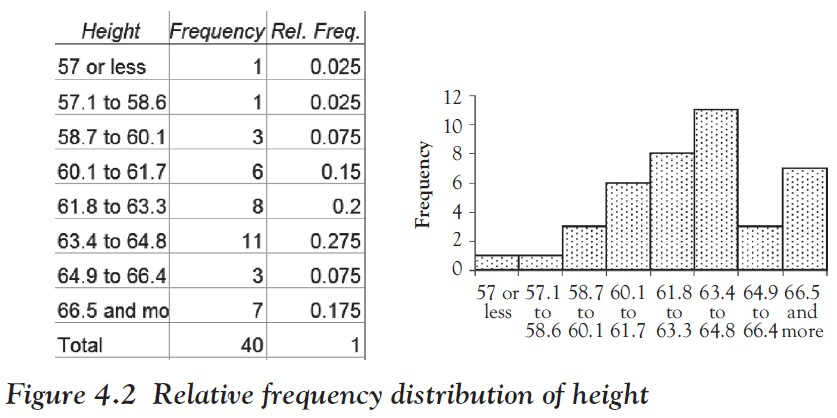 Height Frequency Rel. Freq.
57 or less 1 0.025
57.1 to 58.6 1 0.025
58.7 to 60.1 3 0.075
60.1 to 61.7 6 0.15
61.8 to 63.3 8 0.2
63.4 to 64.8 11 0.275
64.9 to 66.4 3 0.075
66.5 and mo 7 0.175
Total 40 1
Frequency
12
10
8
6
4
2
0
57 or 57.1 58.7 60.1 61.8 63.4 64.9 66.5
less to to to to to to and
58.6 60.1 61.7 63.3 64.8 66.4 more
Figure 4.2 Relative frequency distribution of height